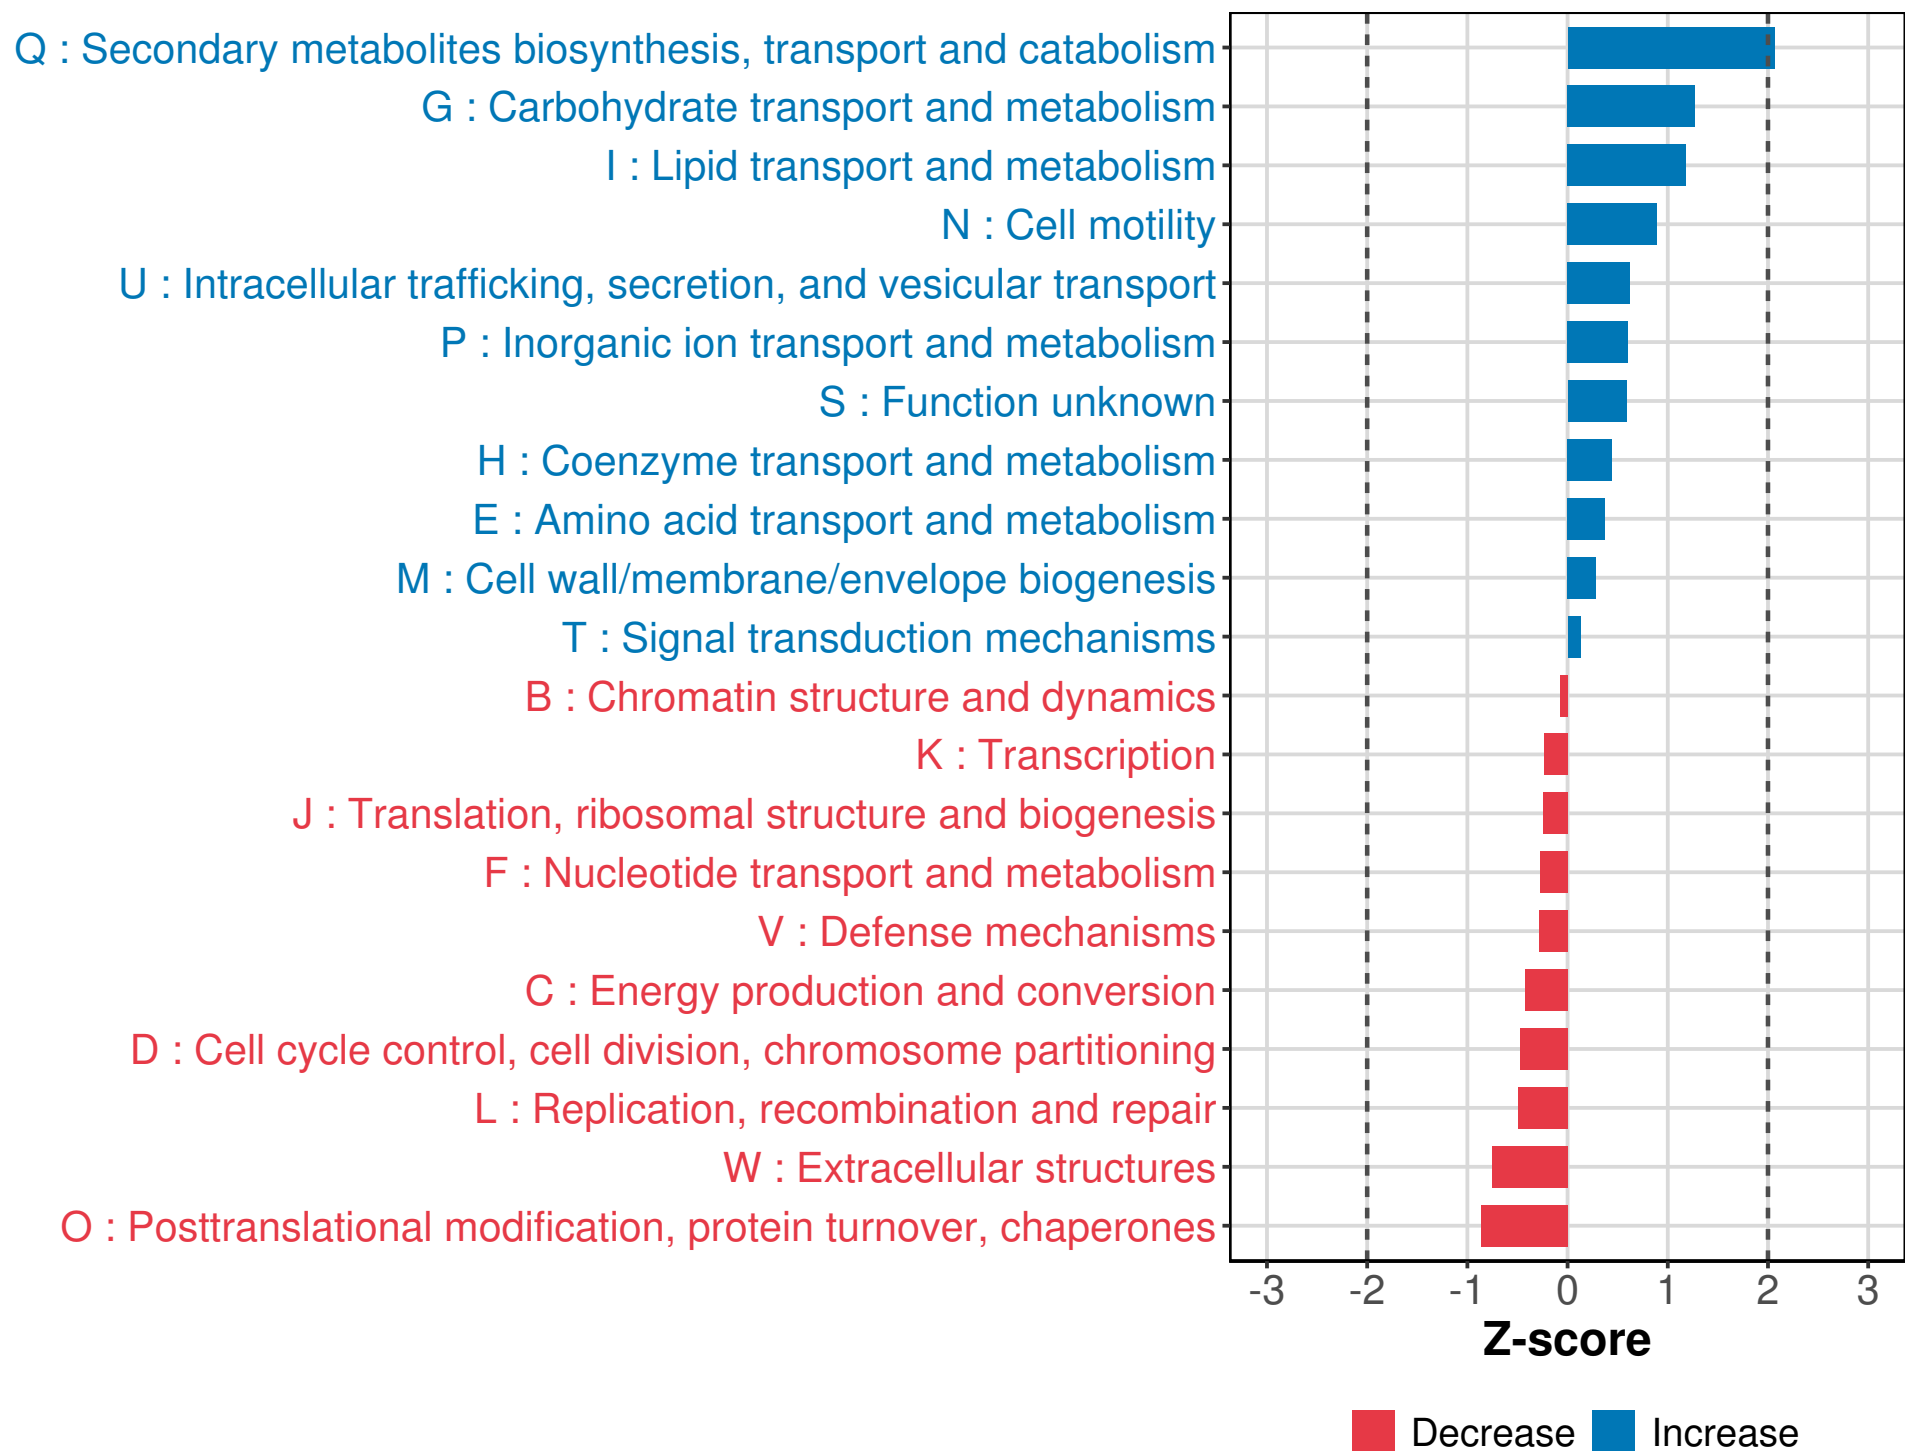 Q : Secondary metabolites biosynthesis, transport and catabolism
G : Carbohydrate transport and metabolism
I : Lipid transport and metabolism
N : Cell motility
U : Intracellular trafficking, secretion, and vesicular transport
P : Inorganic ion transport and metabolism
S : Function unknown
H : Coenzyme transport and metabolism
E : Amino acid transport and metabolism
M : Cell wall/membrane/envelope biogenesis
T : Signal transduction mechanisms
B : Chromatin structure and dynamics
K : Transcription
J : Translation, ribosomal structure and biogenesis
F : Nucleotide transport and metabolism
V : Defense mechanisms
C : Energy production and conversion
D : Cell cycle control, cell division, chromosome partitioning
L : Replication, recombination and repair
W : Extracellular structures
O : Posttranslational modification, protein turnover, chaperones
-3 -2 -1 0 1 2 3
Z-score
Decrease Increase